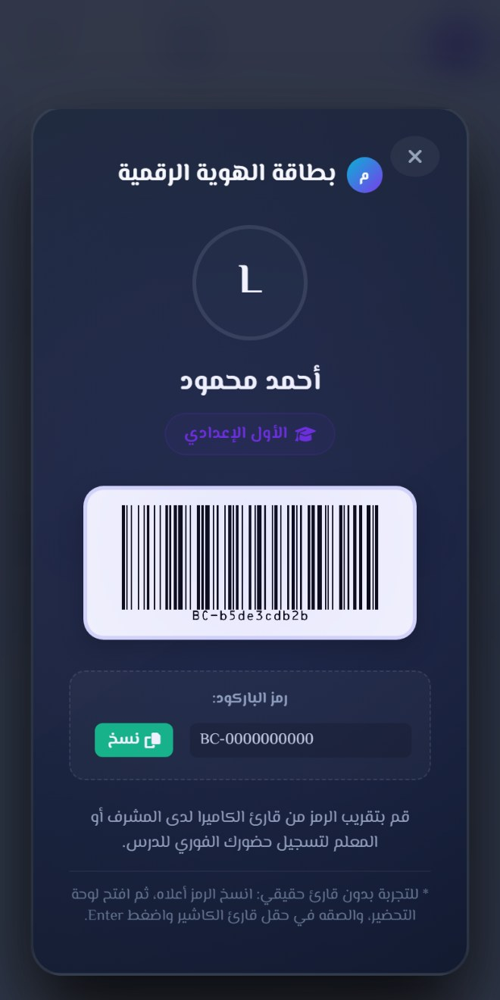 م بطاقة الهوية الرقمية
L
أحمد محمود
الأول الإعدادي
BC-b5de3cdb2b
رمز الباركود:
BC-0000000000
نسخ
قم بتقريب الرمز من قارئ الكاميرا لدى المشرف أو
المعلم لتسجيل حضورك الفوري للدرس.
* للتجربة بدون قارئ حقيقي: انسخ الرمز أعلاه، ثم افتح لوحة
التحضير، والصقه في حقل قارئ الكاشير واضغط Enter.